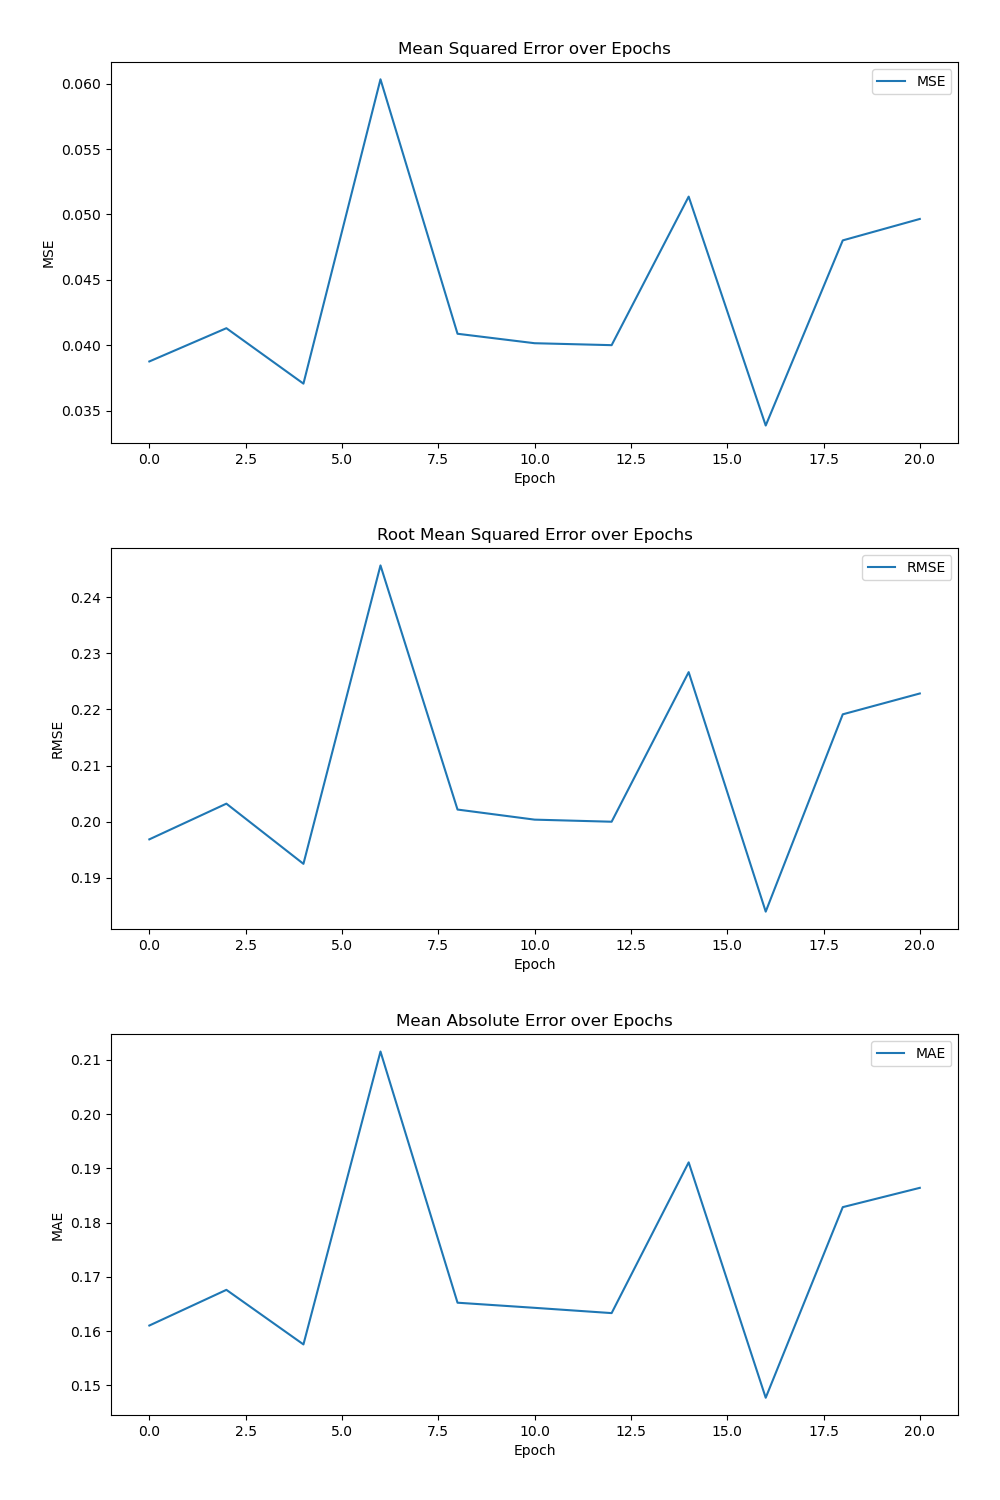 Mean Squared Error over Epochs
MSE
0.060
0.055
0.050
0.045
0.040
0.035
MSE
0.0 2.5 5.0 7.5 10.0 12.5 15.0 17.5 20.0
Epoch
Root Mean Squared Error over Epochs
RMSE
0.24
0.23
0.22
0.21
0.20
0.19
RMSE
0.0 2.5 5.0 7.5 10.0 12.5 15.0 17.5 20.0
Epoch
Mean Absolute Error over Epochs
MAE
0.21
0.20
0.19
0.18
0.17
0.16
0.15
MAE
0.0 2.5 5.0 7.5 10.0 12.5 15.0 17.5 20.0
Epoch